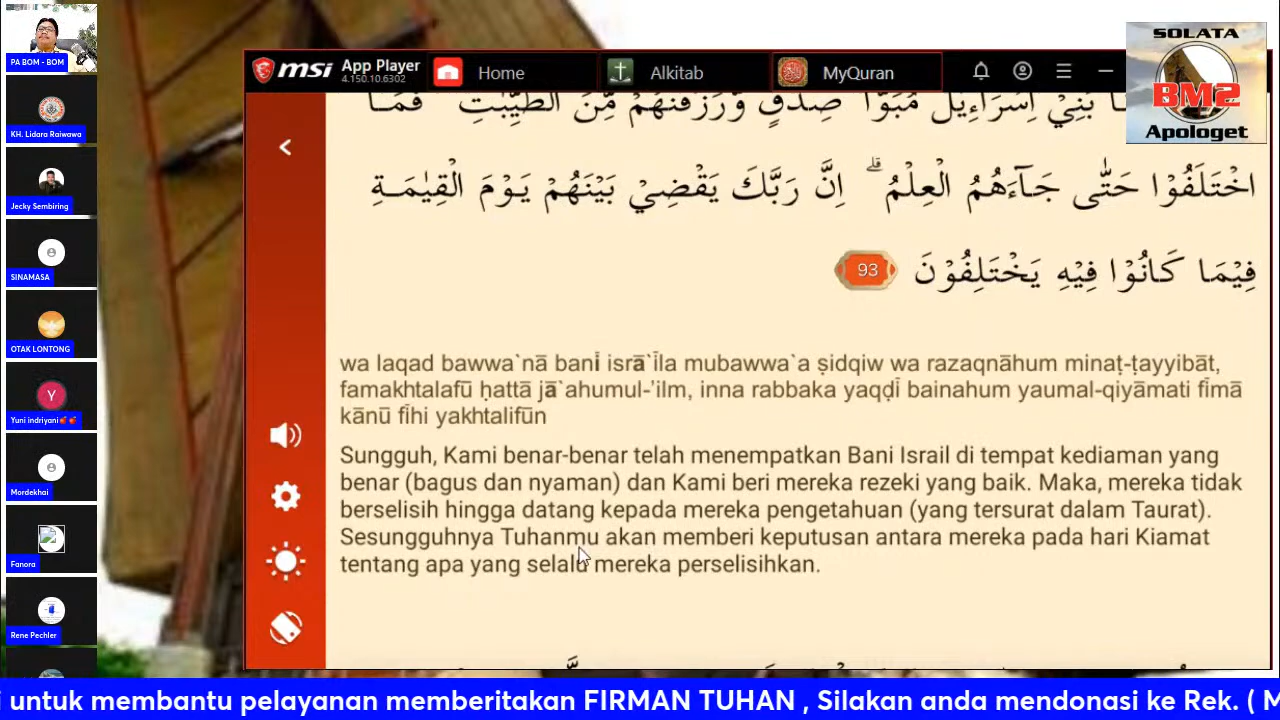 PA BOM - BOM
KH. Lidara Raiwawa
Jecky Sembiring
SINAMASA
OTAK LONTONG
Y
Yuni indriyani
Mordekhai
Fanora
Rene Pechler
msi App Player
4.150.10.6302
Home
Alkitab
MyQuran
SOLATA
BM2
Apologet
بَنِيْٓ اِسْرَاۤءِيْلَ مُبَوَّاَ صِدْقٍ وَّرَزَقْنٰهُمْ مِّنَ الطَّيِّبٰتِ فَمَا
اخْتَلَفُوْا حَتّٰى جَاۤءَهُمُ الْعِلْمُ ۗ اِنَّ رَبَّكَ يَقْضِيْ بَيْنَهُمْ يَوْمَ الْقِيٰمَةِ
فِيْمَا كَانُوْا فِيْهِ يَخْتَلِفُوْنَ 93
wa laqad bawwa`nā banī isrā`īla mubawwa`a ṣidqiw wa razaqnāhum minaṭ-ṭayyibāt,
famakhtalafū ḥattā jā`ahumul-'ilm, inna rabbaka yaqḍī bainahum yaumal-qiyāmati fīmā
kānū fīhi yakhtalifūn
Sungguh, Kami benar-benar telah menempatkan Bani Israil di tempat kediaman yang
benar (bagus dan nyaman) dan Kami beri mereka rezeki yang baik. Maka, mereka tidak
berselisih hingga datang kepada mereka pengetahuan (yang tersurat dalam Taurat).
Sesungguhnya Tuhanmu akan memberi keputusan antara mereka pada hari Kiamat
tentang apa yang selalu mereka perselisihkan.
i untuk membantu pelayanan memberitakan FIRMAN TUHAN , Silakan anda mendonasi ke Rek. ( M